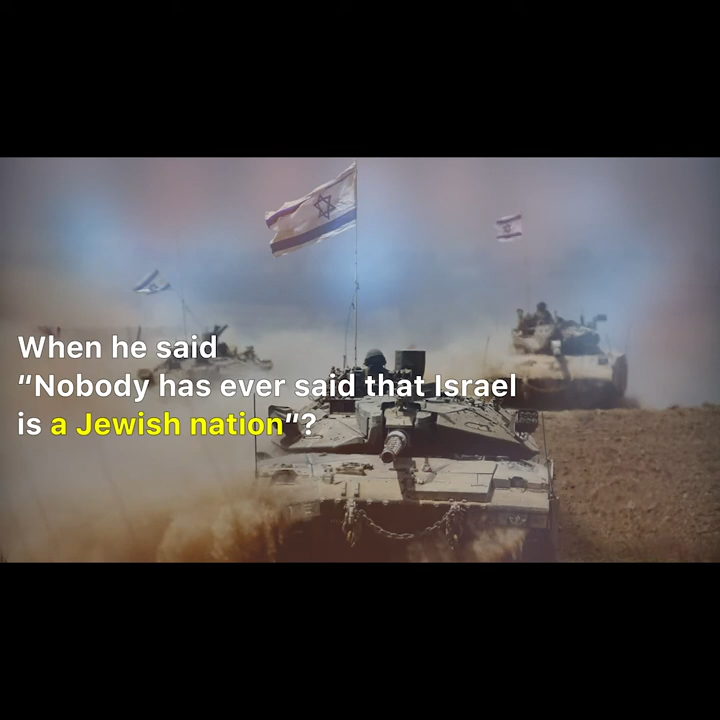 When he said
"Nobody has ever said that Israel
is a Jewish nation"?